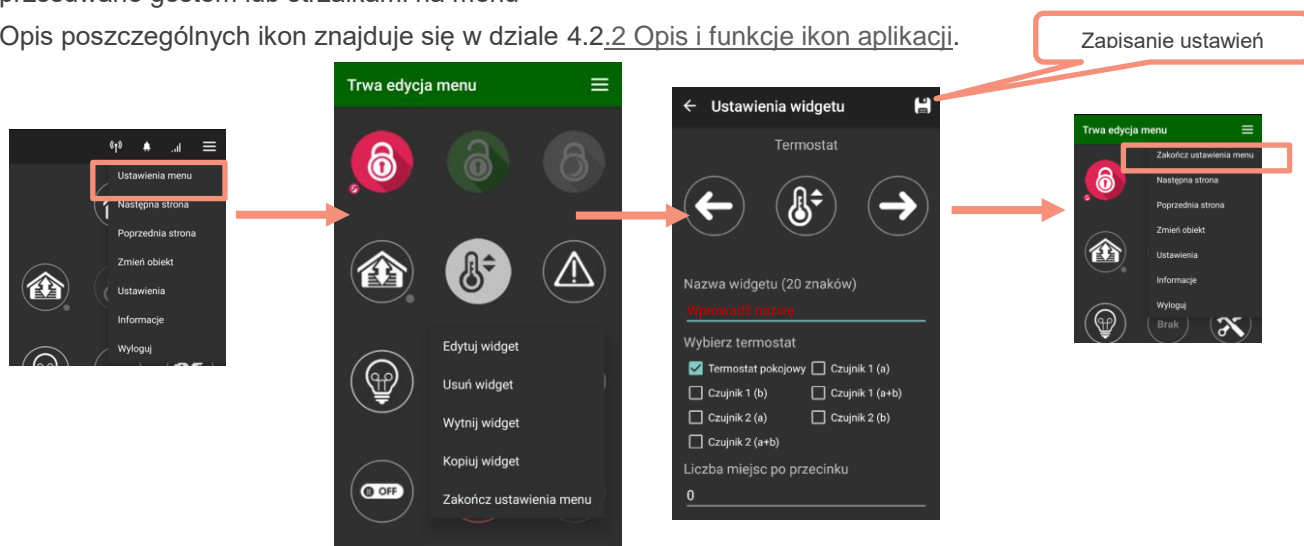 przesuwane gestem lub strzałkami na menu
Opis poszczególnych ikon znajduje się w dziale 4.2.2 Opis i funkcje ikon aplikacji.
Zapisanie ustawień
Ustawienia menu
Następna strona
Poprzednia strona
Zmień obiekt
Ustawienia
Informacje
Wyloguj
Trwa edycja menu
Edytuj widget
Usuń widget
Wytnij widget
Kopiuj widget
Zakończ ustawienia menu
OFF
Ustawienia widgetu
Termostat
Nazwa widgetu (20 znaków)
Wprowadź nazwę
Wybierz termostat
Termostat pokojowy Czujnik 1 (a)
Czujnik 1 (b) Czujnik 1 (a+b)
Czujnik 2 (a) Czujnik 2 (b)
Czujnik 2 (a+b)
Liczba miejsc po przecinku
0
Trwa edycja menu
Zakończ ustawienia menu
Następna strona
Poprzednia strona
Zmień obiekt
Ustawienia
Informacje
Wyloguj
Brak